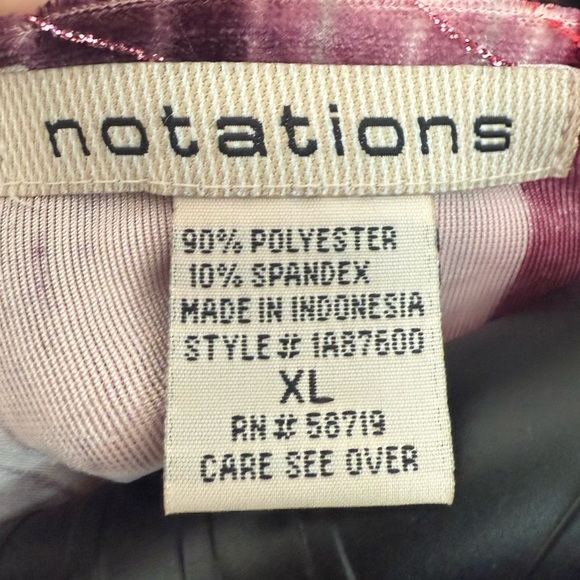 notations
90% POLYESTER
10% SPANDEX
MADE IN INDONESIA
STYLE# 1A87600
XL
RN# 58719
CARE SEE OVER